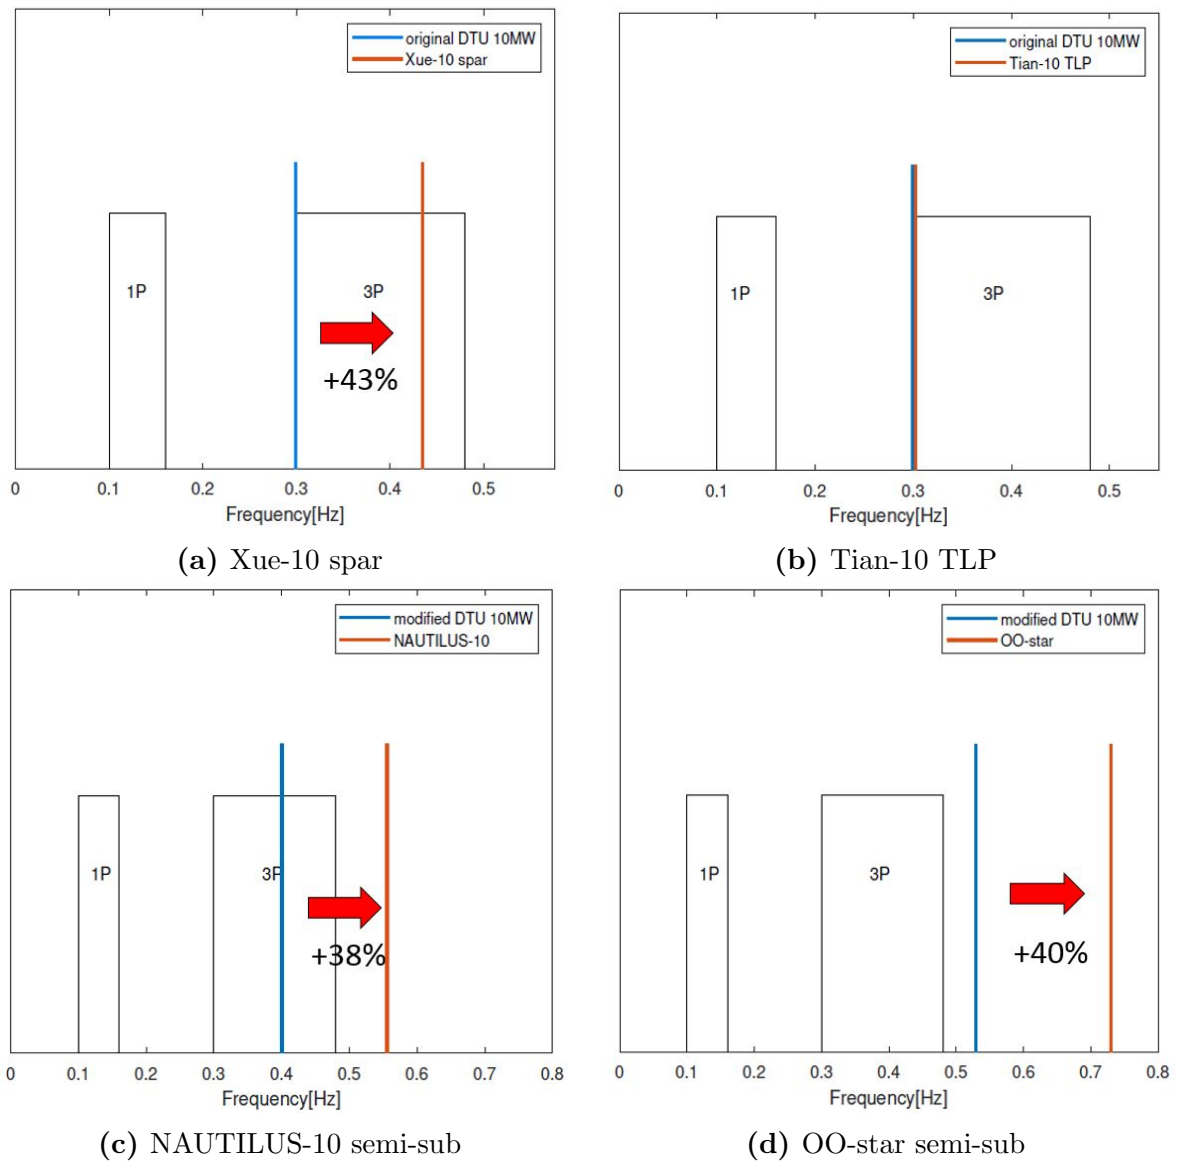 original DTU 10MW
Xue-10 spar
1P
3P
+43%
0 0.1 0.2 0.3 0.4 0.5
Frequency[Hz]
(a) Xue-10 spar
original DTU 10MW
Tian-10 TLP
1P
3P
0 0.1 0.2 0.3 0.4 0.5
Frequency[Hz]
(b) Tian-10 TLP
modified DTU 10MW
NAUTILUS-10
1P
3P
+38%
0 0.1 0.2 0.3 0.4 0.5 0.6 0.7 0.8
Frequency[Hz]
(c) NAUTILUS-10 semi-sub
modified DTU 10MW
OO-star
1P
3P
+40%
0 0.1 0.2 0.3 0.4 0.5 0.6 0.7 0.8
Frequency[Hz]
(d) OO-star semi-sub